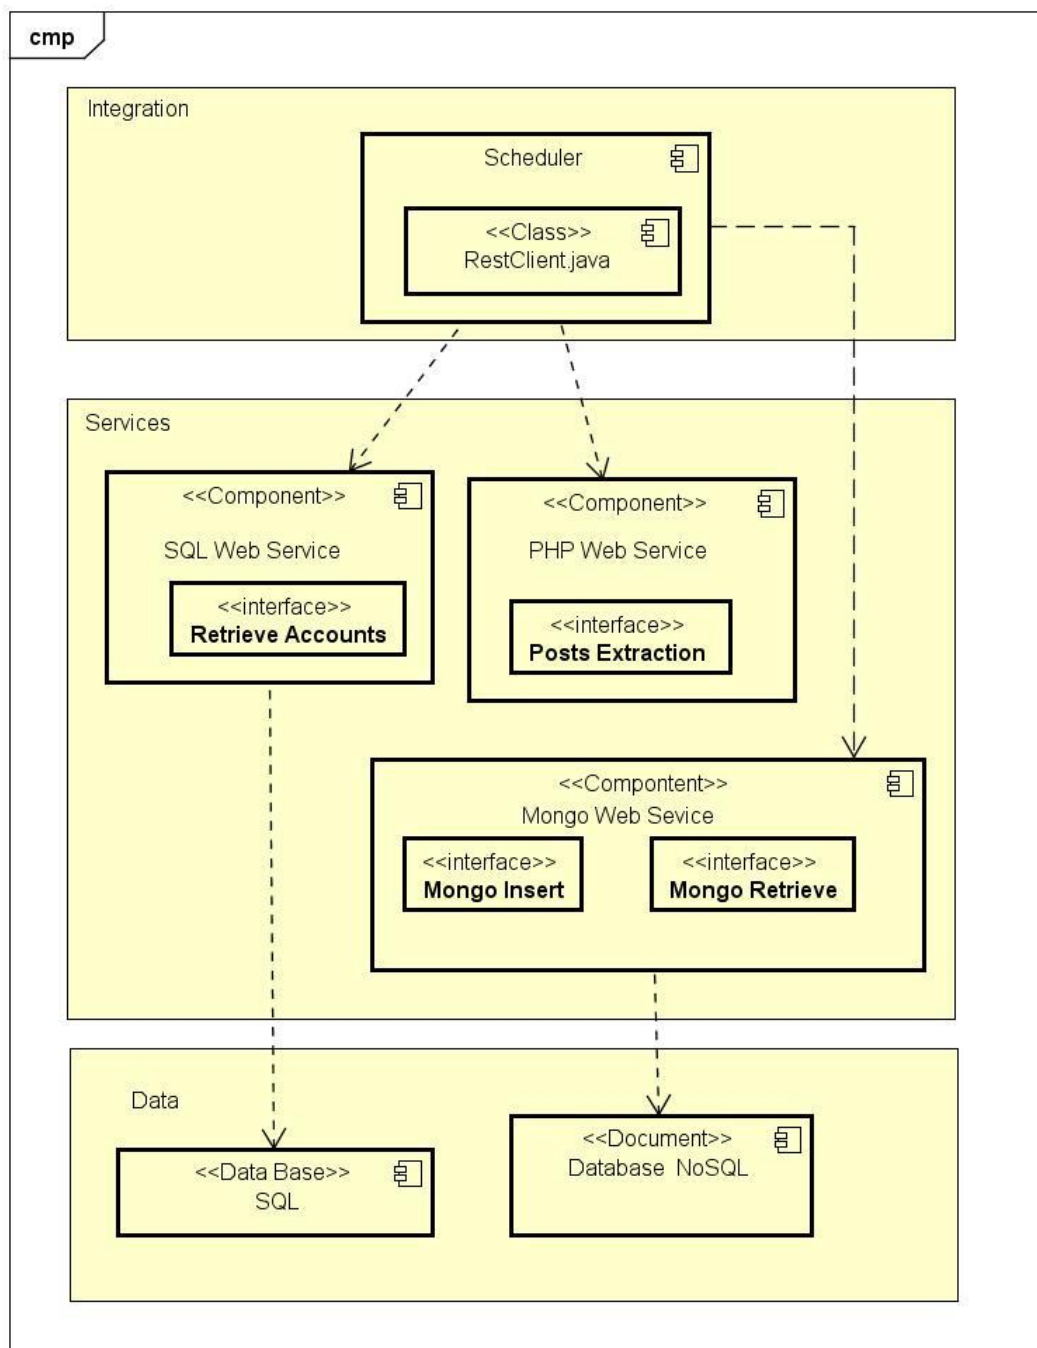 cmp
Integration
Scheduler
<<Class>>
RestClient.java
Services
<<Component>>
SQL Web Service
<<interface>>
Retrieve Accounts
<<Component>>
PHP Web Service
<<interface>>
Posts Extraction
<<Compontent>>
Mongo Web Sevice
<<interface>>
Mongo Insert
<<interface>>
Mongo Retrieve
Data
<<Data Base>>
SQL
<<Document>>
Database NoSQL